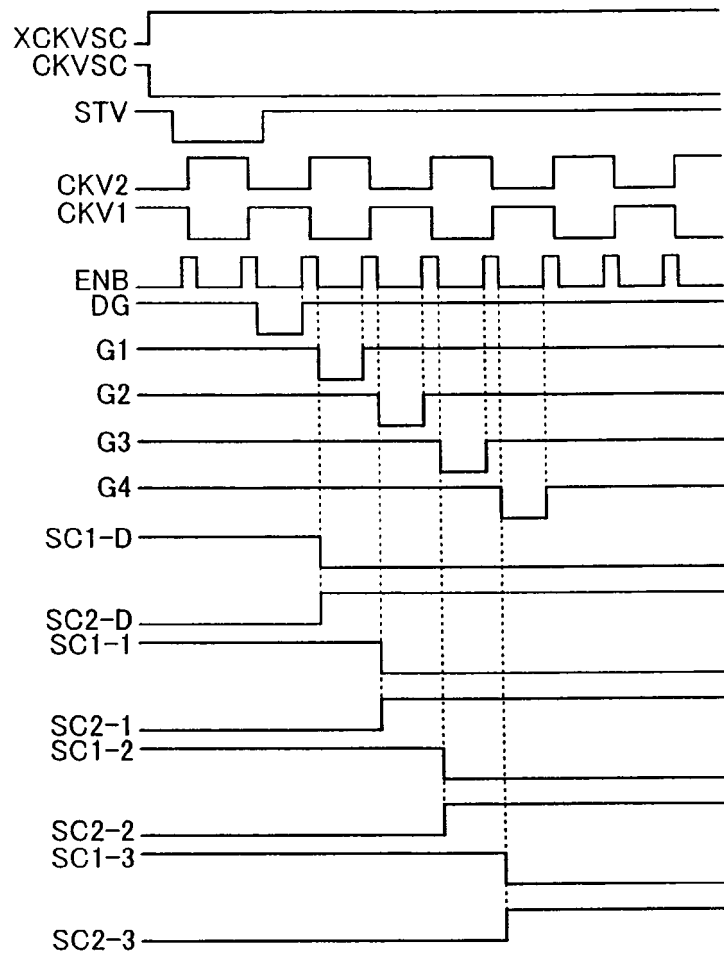 XCKVSC
CKVSC
STV
CKV2
CKV1
ENB
DG
G1
G2
G3
G4
SC1-D
SC2-D
SC1-1
SC2-1
SC1-2
SC2-2
SC1-3
SC2-3